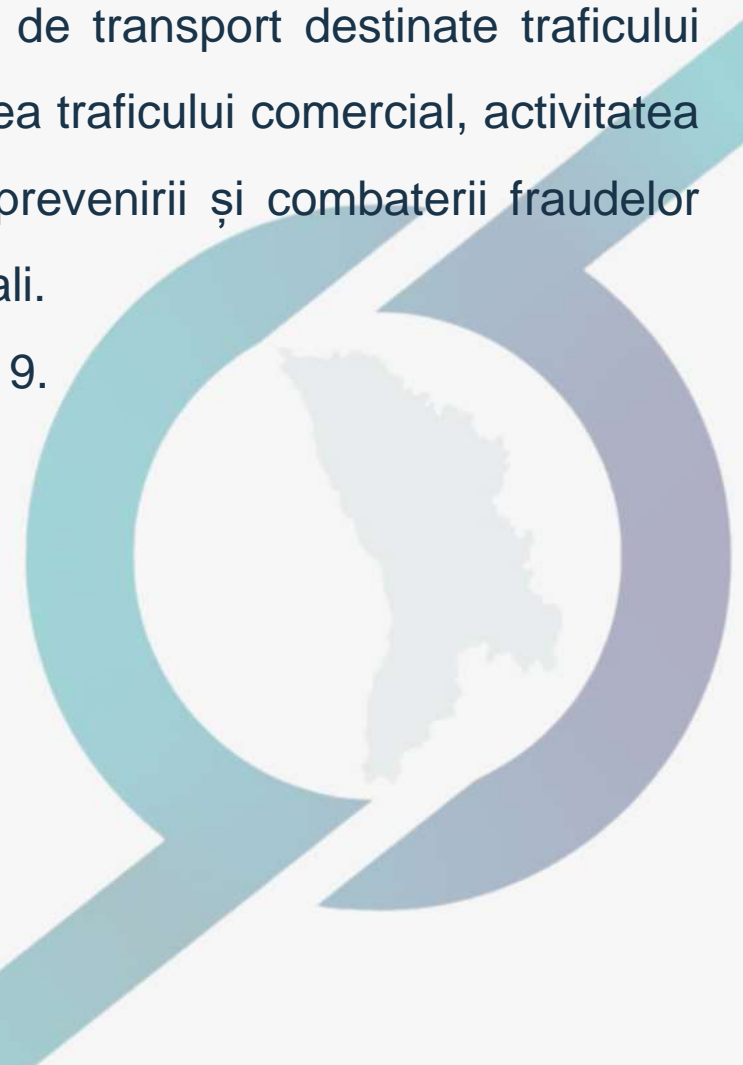 de transport destinate traficului
ea traficului comercial, activitatea
prevenirii și combaterii fraudelor
ali.
9.